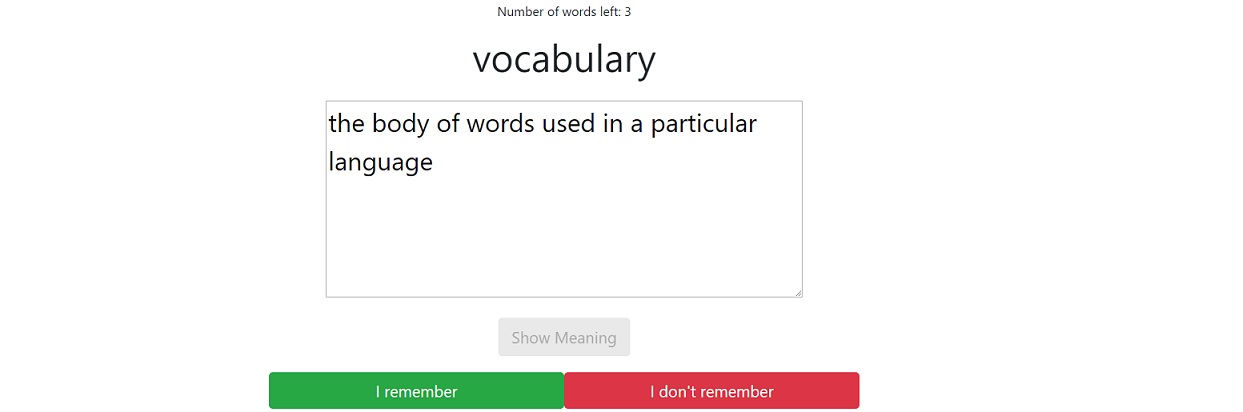 Number of words left: 3
vocabulary
the body of words used in a particular
language
Show Meaning
I remember
I don't remember